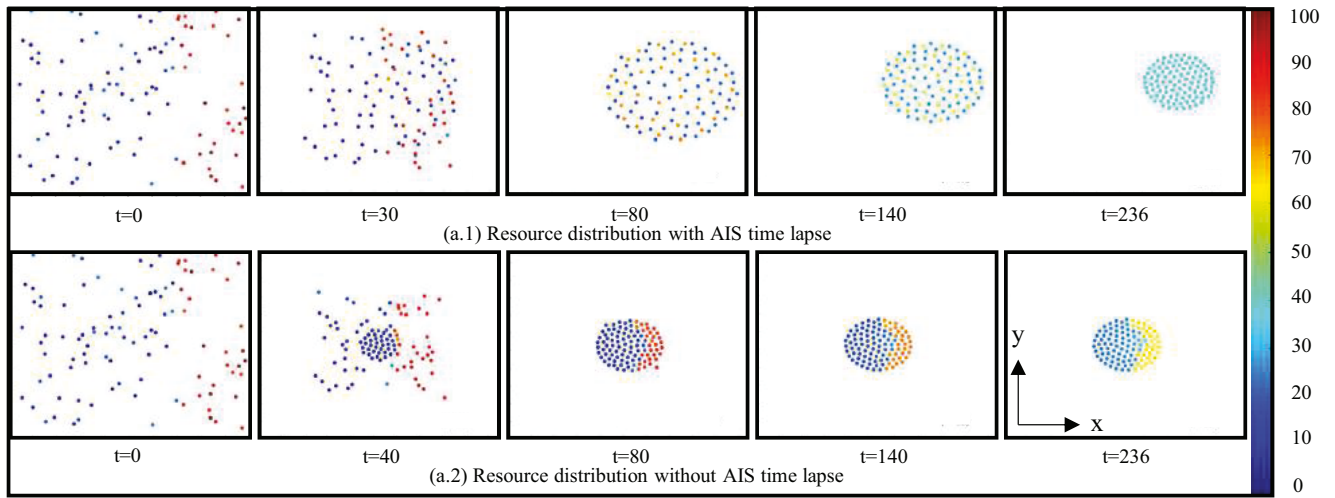 t=0 t=30 t=80 t=140 t=236
(a.1) Resource distribution with AIS time lapse
y
x
t=0 t=40 t=80 t=140 t=236
(a.2) Resource distribution without AIS time lapse
100
90
80
70
60
50
40
30
20
10
0